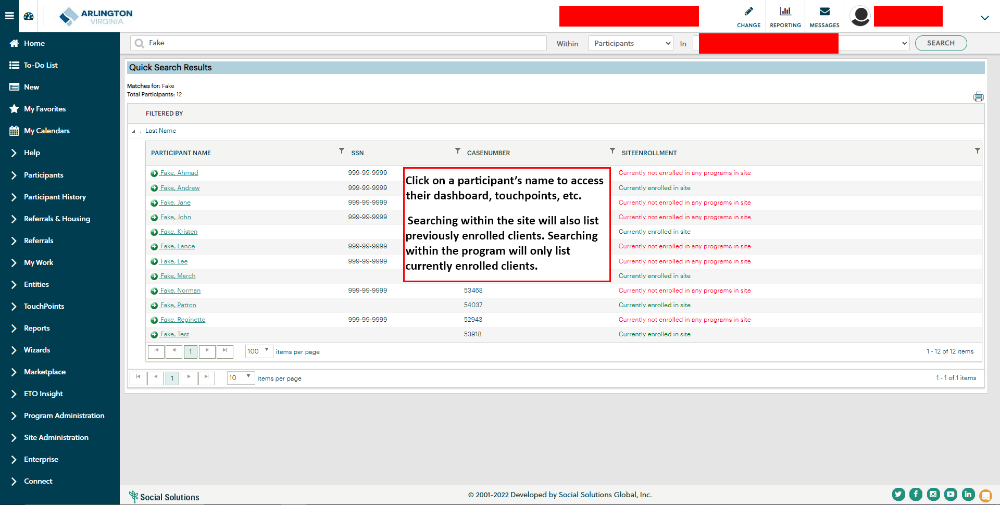 ARLINGTON
VIRGINIA
CHANGE
REPORTING
MESSAGES
Fake
Within
Participants
In
SEARCH
Home
To-Do List
New
My Favorites
My Calendars
Help
Participants
Participant History
Referrals & Housing
Referrals
My Work
Entities
TouchPoints
Reports
Wizards
Marketplace
ETO Insight
Program Administration
Site Administration
Enterprise
Connect
Quick Search Results
Matches for: Fake
Total Participants: 12
FILTERED BY
. Last Name
PARTICIPANT NAME SSN CASENUMBER SITEENROLLMENT
Fake, Ahmad 999-99-9999 Currently not enrolled in any programs in site
Fake, Andrew 999-99-9999 Currently enrolled in site
Fake, Jane 999-99-9999 Currently not enrolled in any programs in site
Fake, John 999-99-9999 Currently not enrolled in any programs in site
Fake, Kristen Currently enrolled in site
Fake, Lance 999-99-9999 Currently not enrolled in any programs in site
Fake, Lee 999-99-9999 Currently not enrolled in any programs in site
Fake, March Currently enrolled in site
Fake, Norman 999-99-9999 53468 Currently not enrolled in any programs in site
Fake, Patton 54037 Currently enrolled in site
Fake, Reginette 999-99-9999 52943 Currently not enrolled in any programs in site
Fake, Test 53918 Currently enrolled in site
Click on a participant’s name to access
their dashboard, touchpoints, etc.
Searching within the site will also list
previously enrolled clients. Searching
within the program will only list
currently enrolled clients.
1 100 items per page 1 - 12 of 12 items
1 10 items per page 1 - 1 of 1 items
Social Solutions
© 2001-2022 Developed by Social Solutions Global, Inc.